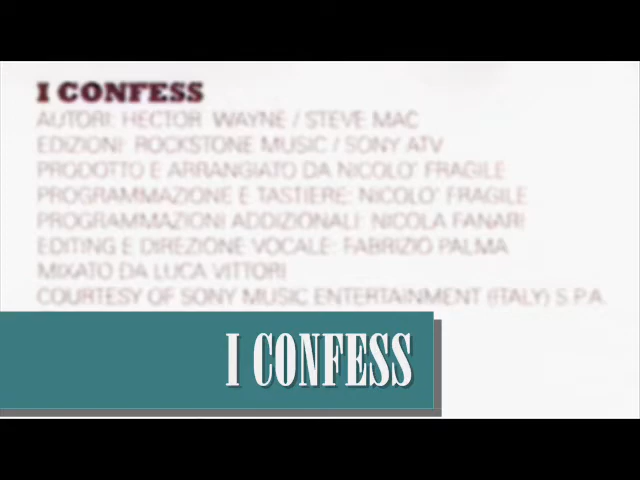 I CONFESS
AUTORI: HECTOR WAYNE / STEVE MAC
EDIZIONI: ROCKSTONE MUSIC / SONY ATV
PRODOTTO E ARRANGIATO DA NICOLO' FRAGILE
PROGRAMMAZIONE E TASTIERE: NICOLO' FRAGILE
PROGRAMMAZIONI ADDIZIONALI: NICOLA FANARI
EDITING E DIREZIONE VOCALE: FABRIZIO PALMA
MIXATO DA LUCA VITTORI
COURTESY OF SONY MUSIC ENTERTAINMENT (ITALY) S.P.A.
I CONFESS